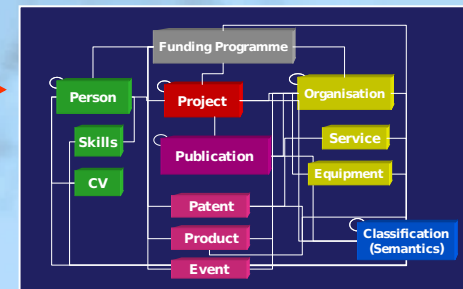 Funding Programme
Person
Project
Organisation
Skills
Publication
Service
CV
Equipment
Patent
Product
Classification
(Semantics)
Event